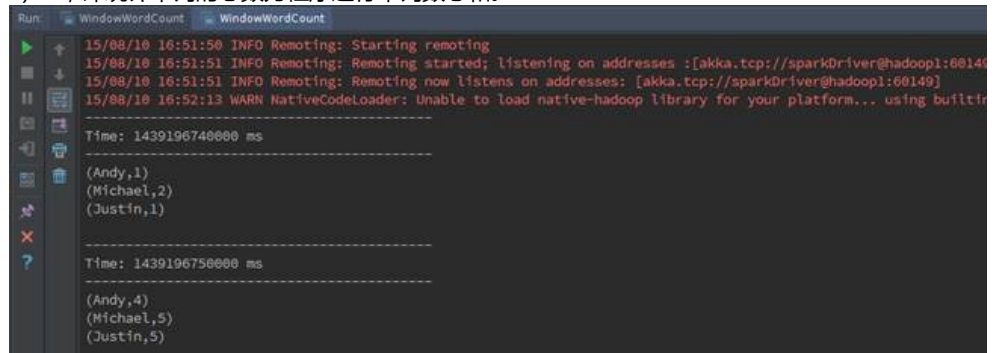 Run: WindowWordCount WindowWordCount
15/08/10 16:51:50 INFO Remoting: Starting remoting
15/08/10 16:51:51 INFO Remoting: Remoting started; listening on addresses :[akka.tcp://sparkDriver@hadoop1:60149
15/08/10 16:51:51 INFO Remoting: Remoting now listens on addresses: [akka.tcp://sparkDriver@hadoop1:60149]
15/08/10 16:52:13 WARN NativeCodeLoader: Unable to load native-hadoop library for your platform... using builtin
-------------------------------------------
Time: 1439196740000 ms
-------------------------------------------
(Andy,1)
(Michael,2)
(Justin,1)
-------------------------------------------
Time: 1439196750000 ms
-------------------------------------------
(Andy,4)
(Michael,5)
(Justin,5)